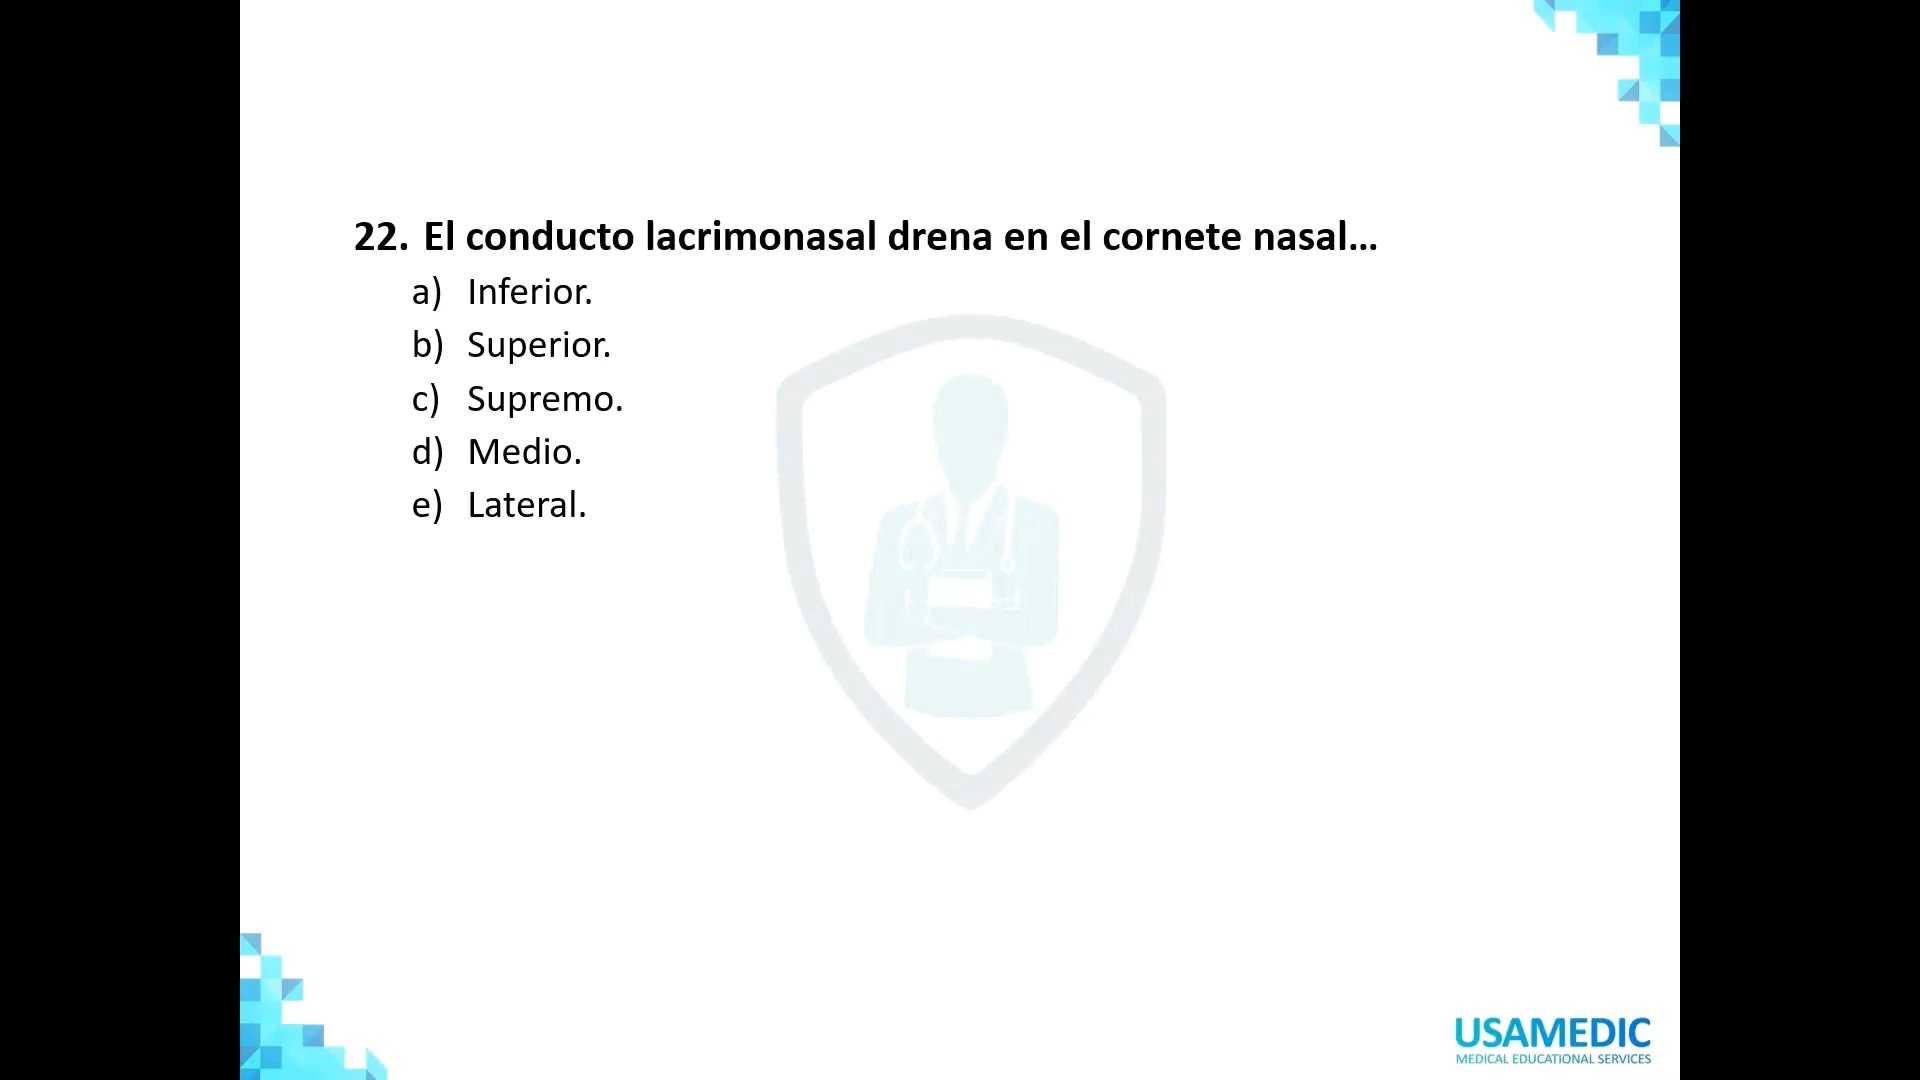 22. El conducto lacrimonasal drena en el cornete nasal...
a) Inferior.
b) Superior.
c) Supremo.
d) Medio.
e) Lateral.
USAMEDIC
MEDICAL EDUCATIONAL SERVICES